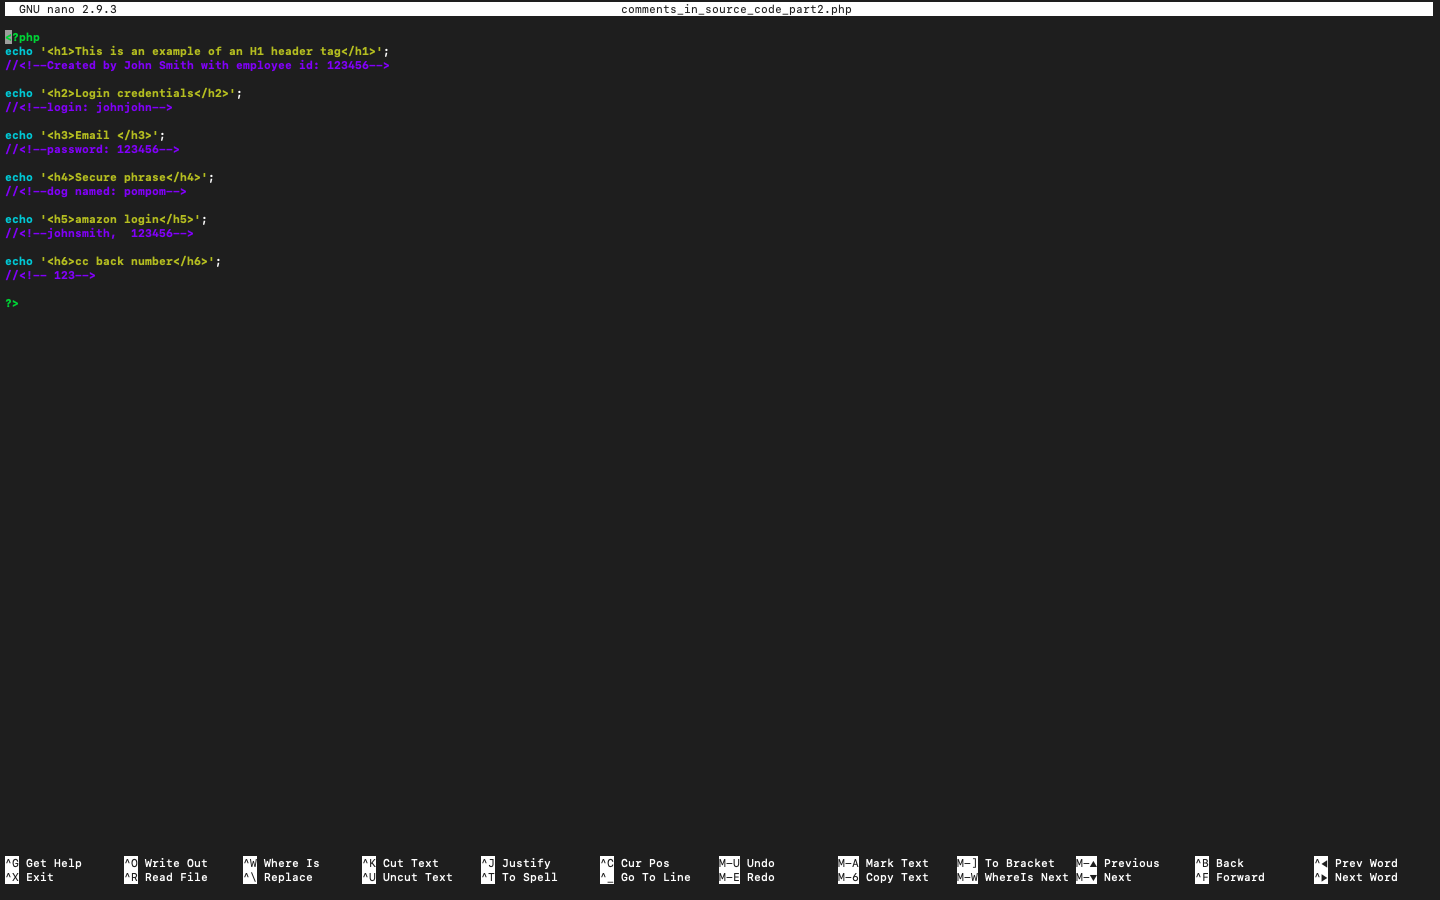 GNU nano 2.9.3 comments_in_source_code_part2.php
<?php
echo '<h1>This is an example of an H1 header tag</h1>';
//<!--Created by John Smith with employee id: 123456-->
echo '<h2>Login credentials</h2>';
//<!--login: johnjohn-->
echo '<h3>Email </h3>';
//<!--password: 123456-->
echo '<h4>Secure phrase</h4>';
//<!--dog named: pompom-->
echo '<h5>amazon login</h5>';
//<!--johnsmith,  123456-->
echo '<h6>cc back number</h6>';
//<!-- 123-->
?>
^G Get Help ^O Write Out ^W Where Is ^K Cut Text ^J Justify ^C Cur Pos M-U Undo M-A Mark Text M-] To Bracket M-▲ Previous ^B Back ^◀ Prev Word
^X Exit ^R Read File ^\ Replace ^U Uncut Text ^T To Spell ^_ Go To Line M-E Redo M-6 Copy Text M-W WhereIs Next M-▼ Next ^F Forward ^▶ Next Word